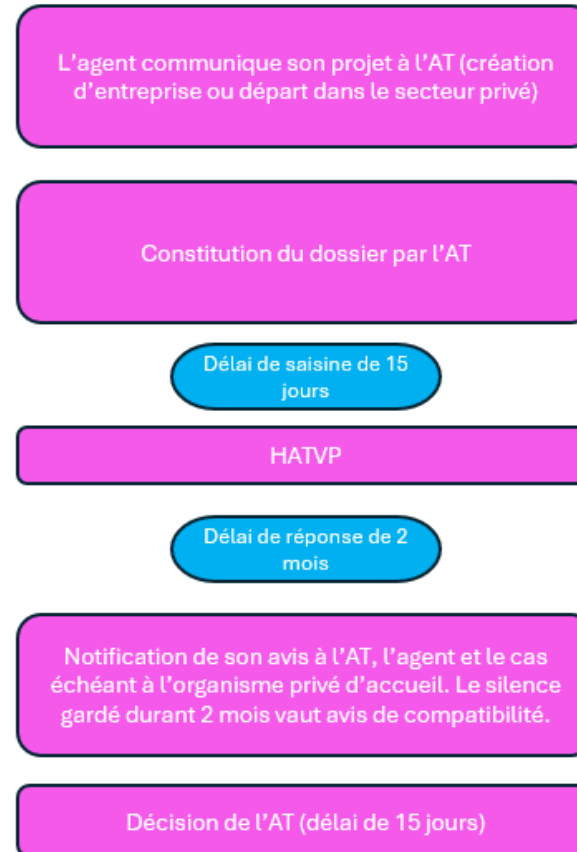 L’agent communique son projet à l’AT (création
d’entreprise ou départ dans le secteur privé)
Constitution du dossier par l’AT
Délai de saisine de 15
jours
HATVP
Délai de réponse de 2
mois
Notification de son avis à l’AT, l’agent et le cas
échéant à l’organisme privé d’accueil. Le silence
gardé durant 2 mois vaut avis de compatibilité.
Décision de l’AT (délai de 15 jours)